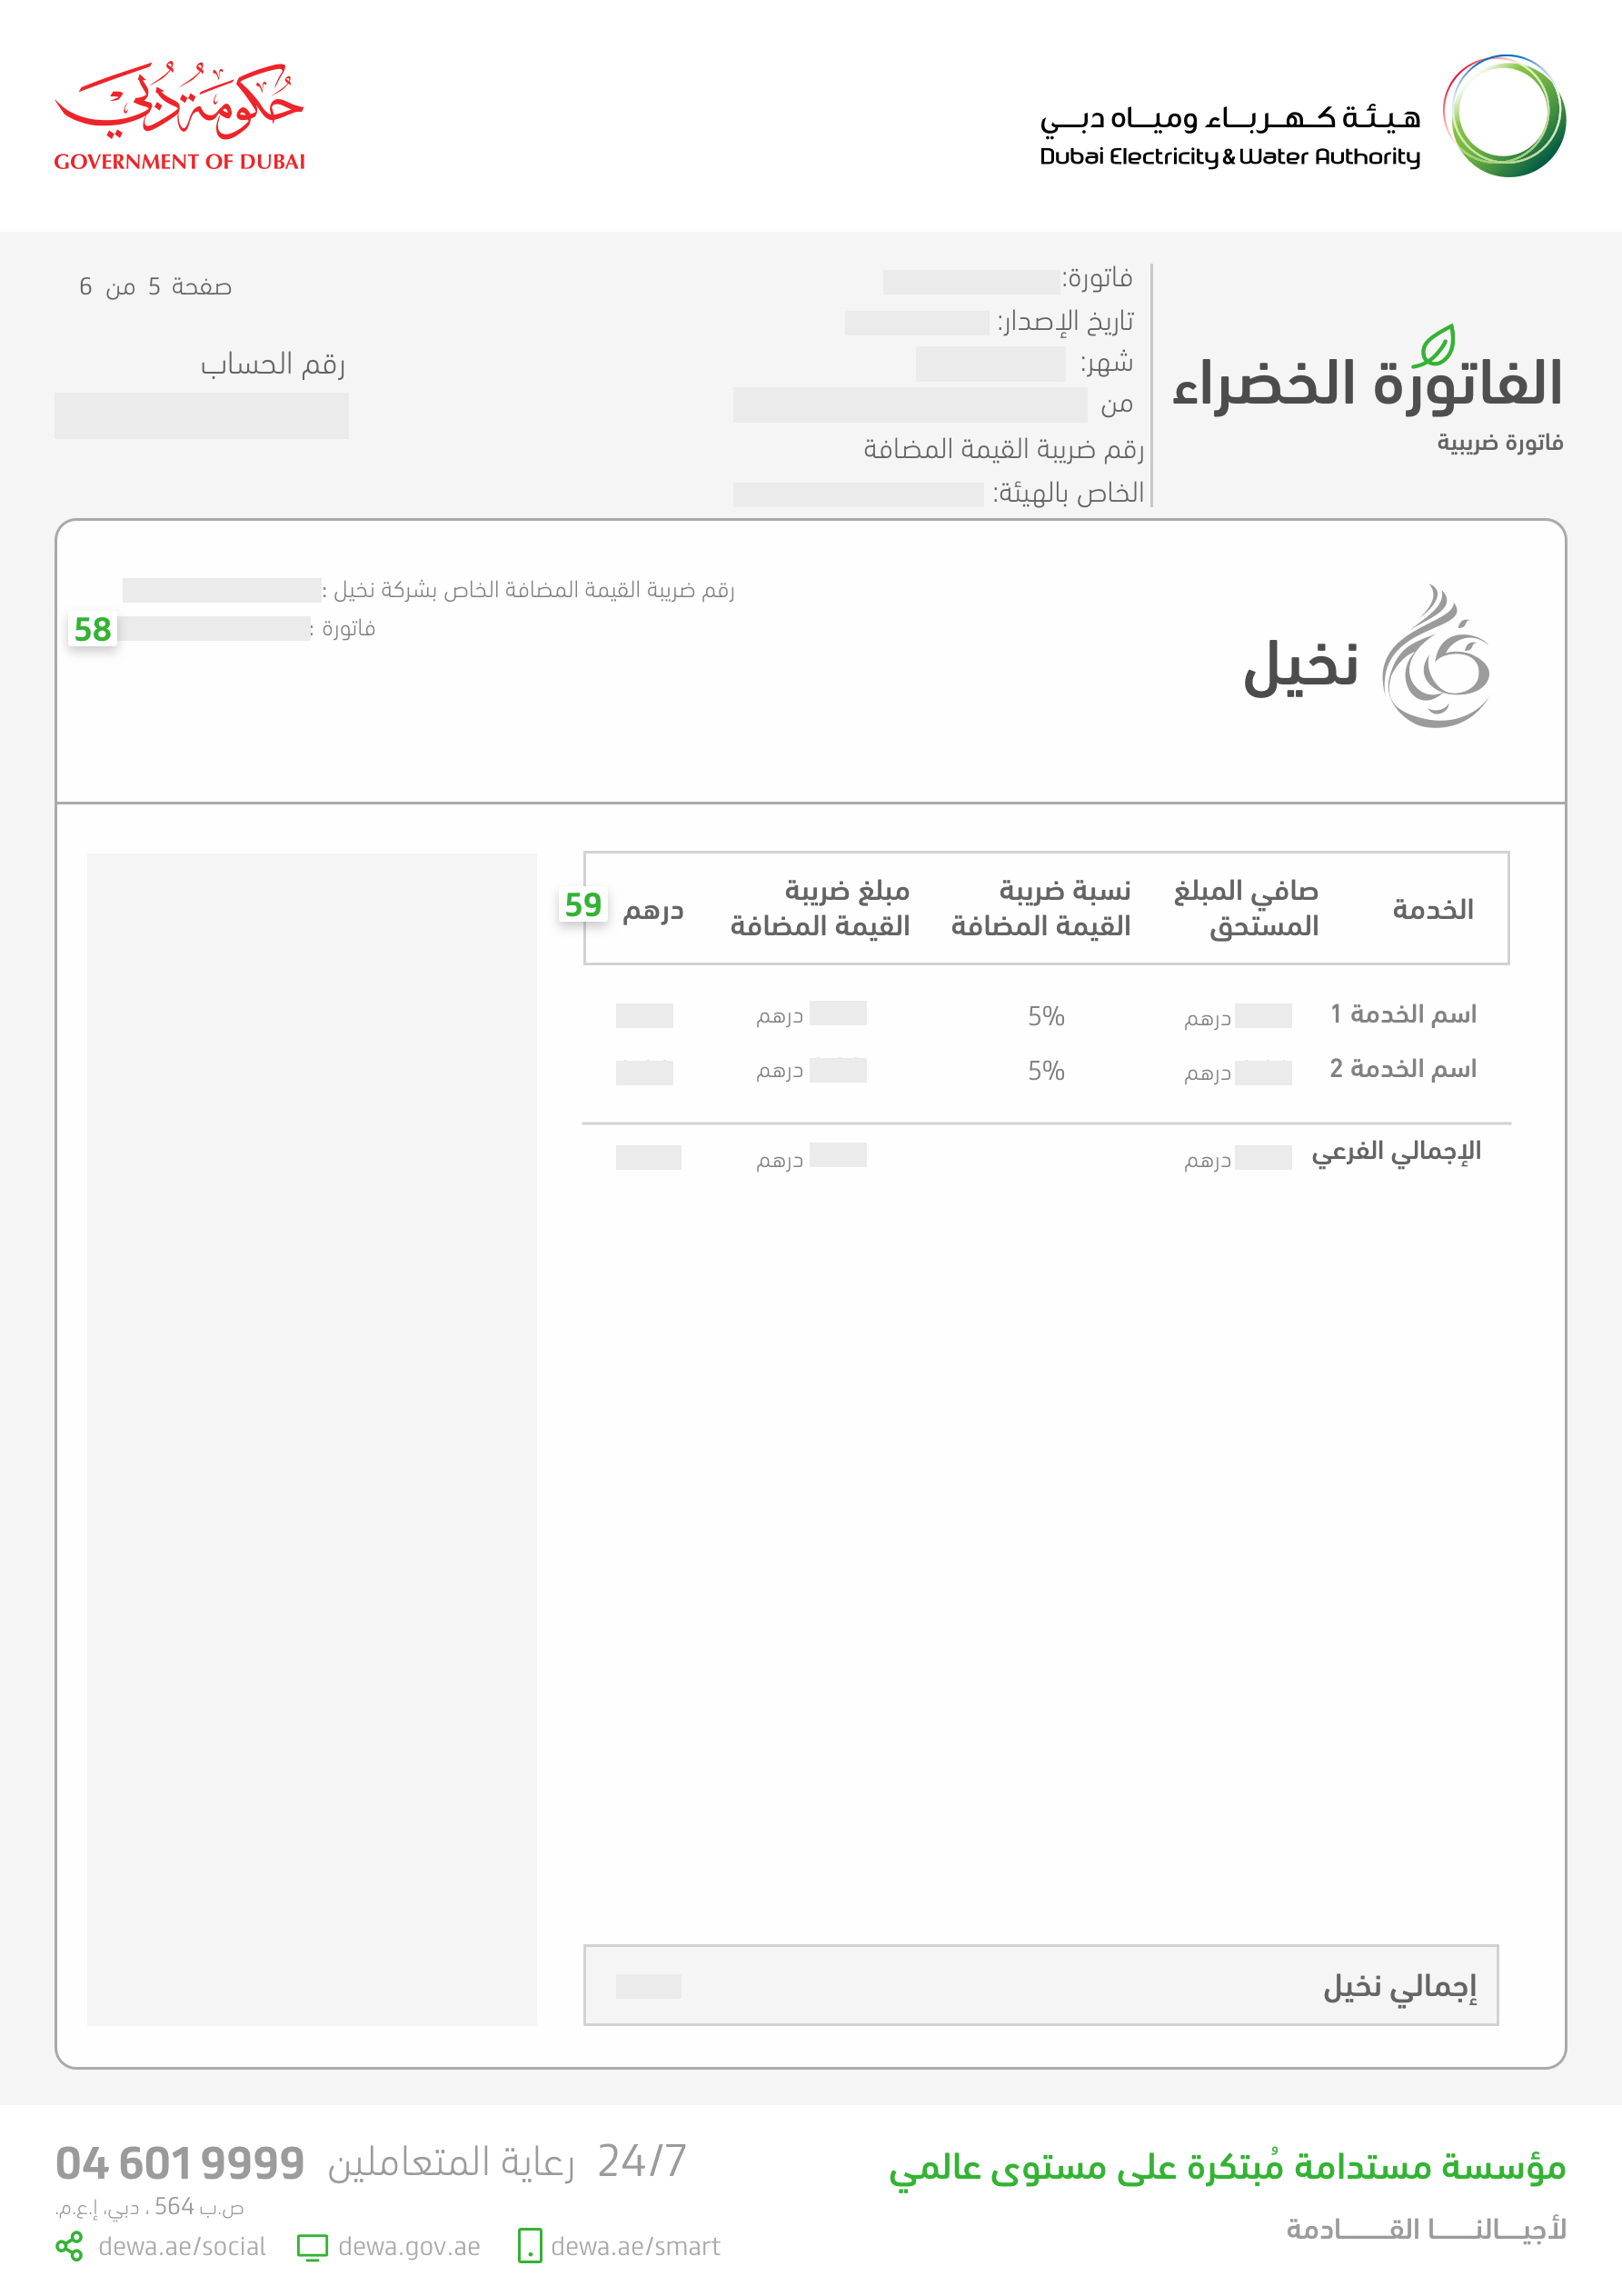 حكومة دبي
GOVERNMENT OF DUBAI
هيئة كهرباء ومياه دبي
Dubai Electricity & Water Authority
الفاتورة الخضراء
فاتورة ضريبية
فاتورة:
تاريخ الإصدار:
شهر:
من
رقم ضريبة القيمة المضافة
الخاص بالهيئة:
صفحة 5 من 6
رقم الحساب
نخيل
رقم ضريبة القيمة المضافة الخاص بشركة نخيل :
فاتورة : 58
الخدمة صافي المبلغ المستحق نسبة ضريبة القيمة المضافة مبلغ ضريبة القيمة المضافة درهم 59
اسم الخدمة 1 درهم 5% درهم
اسم الخدمة 2 درهم 5% درهم
الإجمالي الفرعي درهم درهم
إجمالي نخيل
مؤسسة مستدامة مُبتكرة على مستوى عالمي
لأجيالنا القادمة
24/7 رعاية المتعاملين 04 601 9999
ص.ب 564 ، دبي، إ.ع.م.
dewa.ae/social dewa.gov.ae dewa.ae/smart